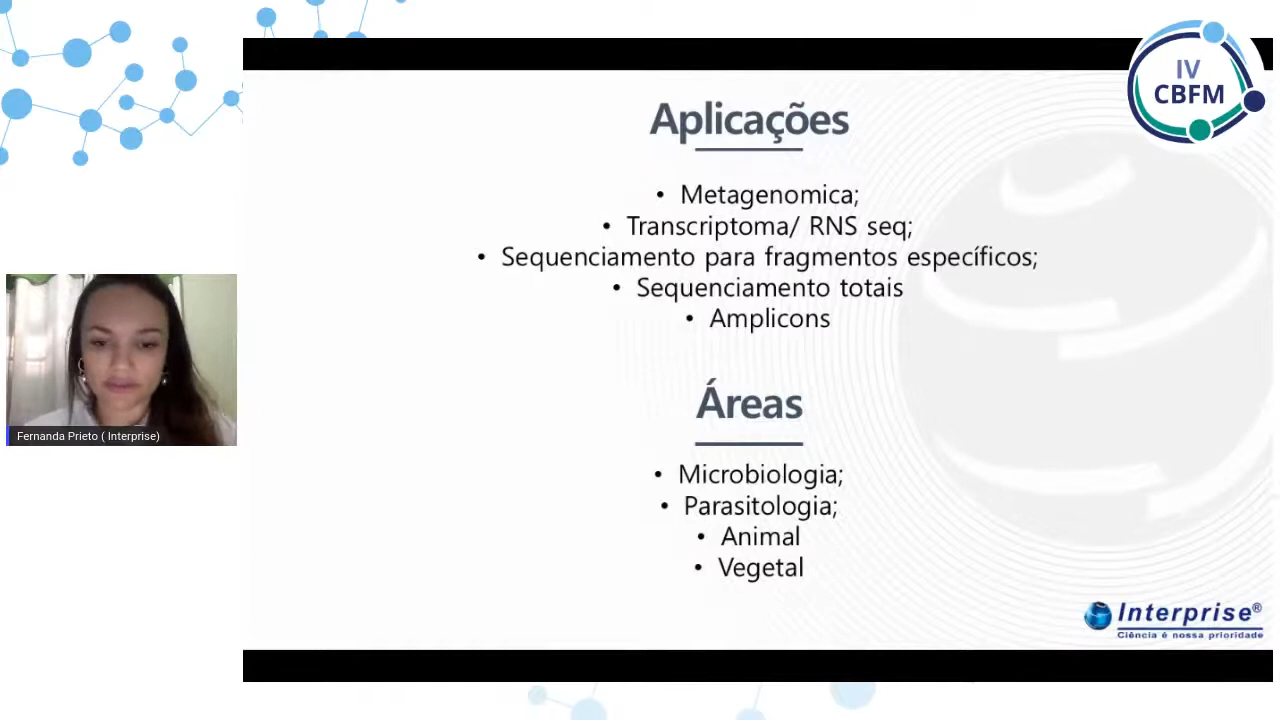 IV
CBFM
Aplicações
• Metagenomica;
• Transcriptoma/ RNS seq;
• Sequenciamento para fragmentos específicos;
• Sequenciamento totais
• Amplicons
Áreas
• Microbiologia;
• Parasitologia;
• Animal
• Vegetal
Fernanda Prieto ( Interprise)
Interprise®
Ciência é nossa prioridade